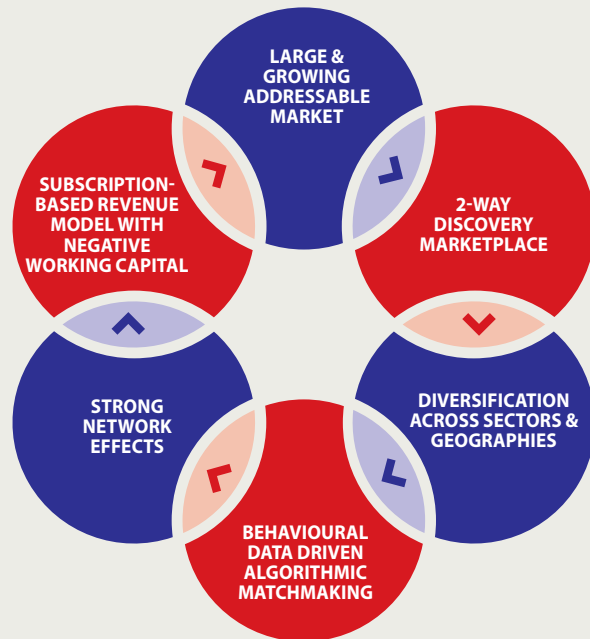 LARGE &
GROWING
ADDRESSABLE
MARKET
2-WAY
DISCOVERY
MARKETPLACE
DIVERSIFICATION
ACROSS SECTORS &
GEOGRAPHIES
BEHAVIOURAL
DATA DRIVEN
ALGORITHMIC
MATCHMAKING
STRONG
NETWORK
EFFECTS
SUBSCRIPTION-
BASED REVENUE
MODEL WITH
NEGATIVE
WORKING CAPITAL